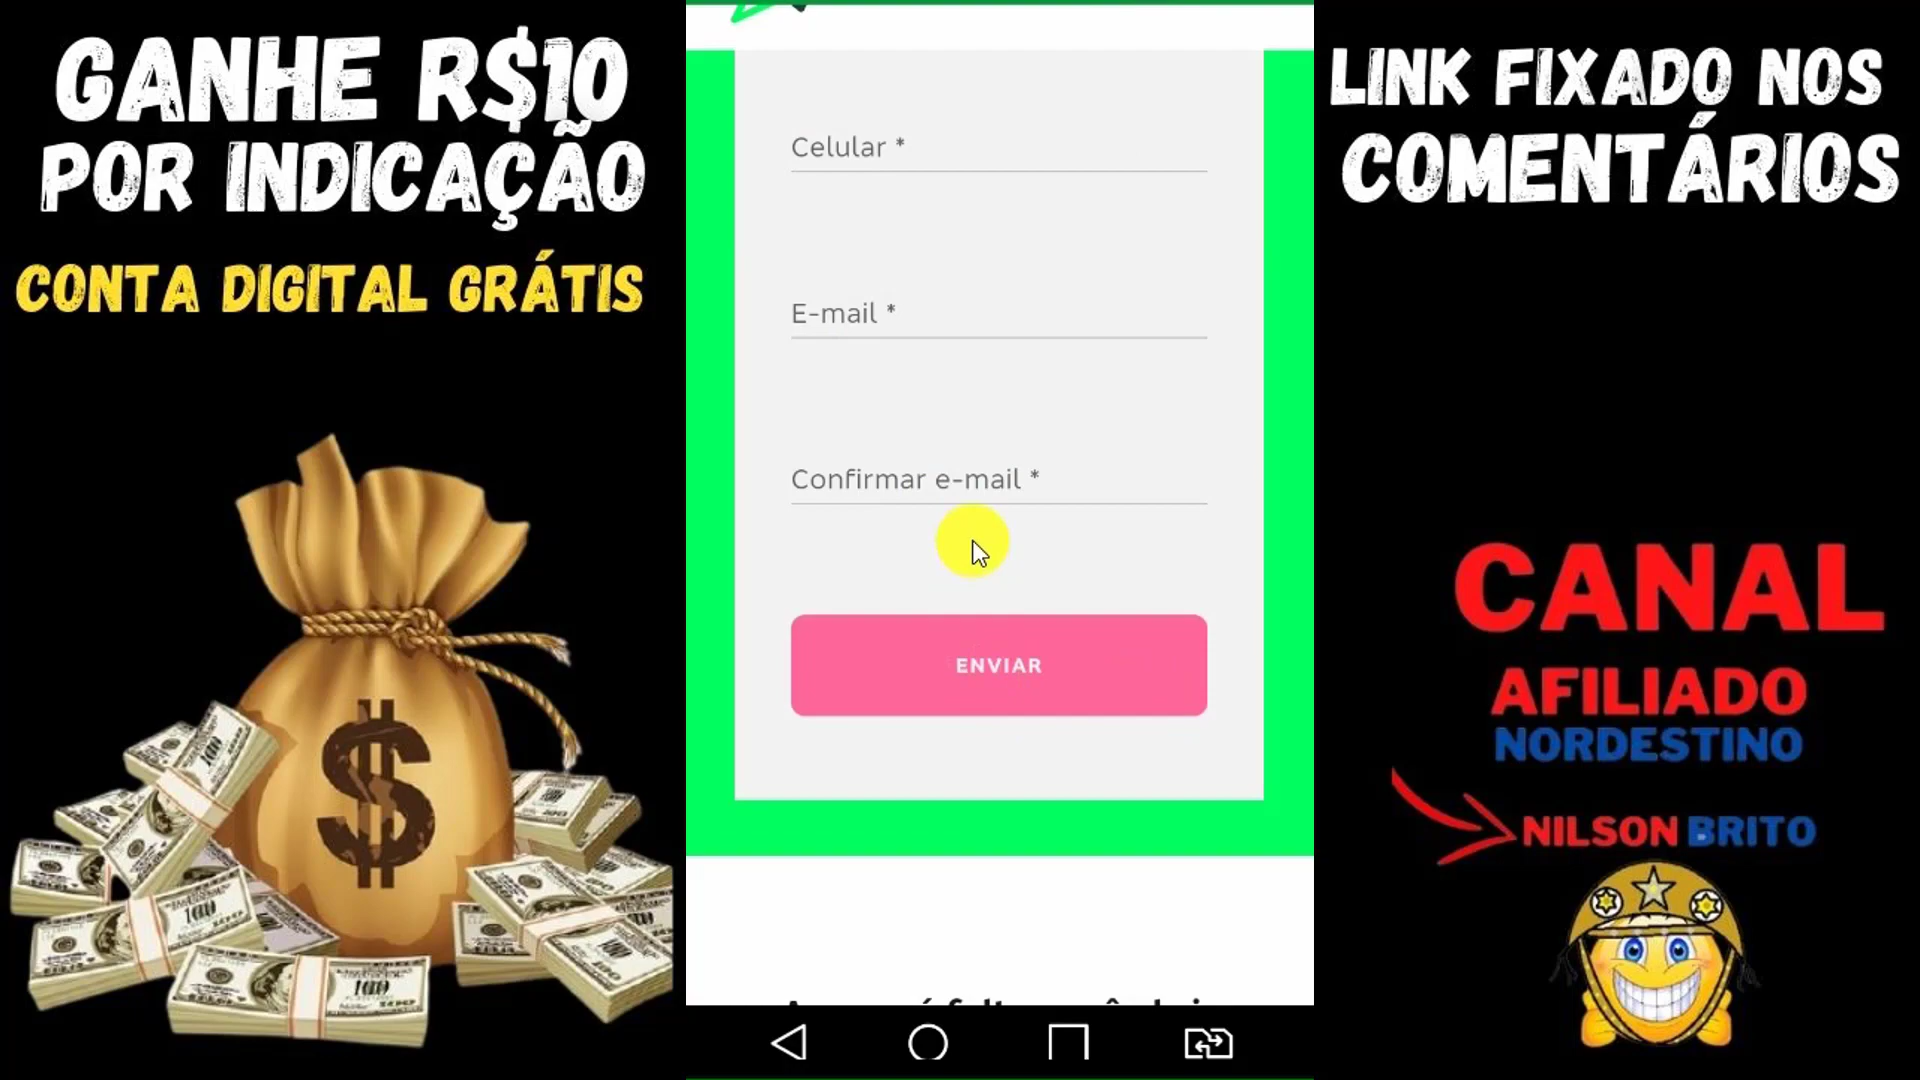 GANHE R$10
POR INDICAÇÃO
CONTA DIGITAL GRÁTIS
Celular *
E-mail *
Confirmar e-mail *
ENVIAR
LINK FIXADO NOS
COMENTÁRIOS
CANAL
AFILIADO
NORDESTINO
NILSON BRITO
$